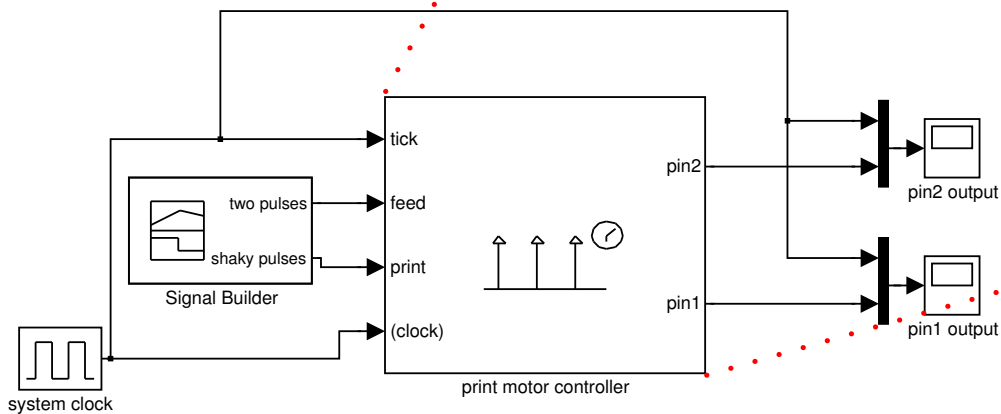 tick
pin2
pin2 output
two pulses
feed
shaky pulses
print
Signal Builder
pin1
(clock)
pin1 output
print motor controller
system clock